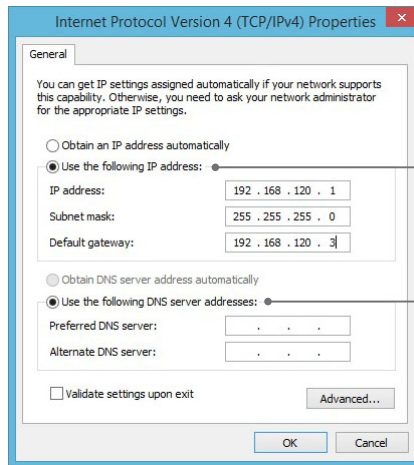 Internet Protocol Version 4 (TCP/IPv4) Properties
General
You can get IP settings assigned automatically if your network supports
this capability. Otherwise, you need to ask your network administrator
for the appropriate IP settings.
Obtain an IP address automatically
Use the following IP address:
IP address: 192 . 168 . 120 . 1
Subnet mask: 255 . 255 . 255 . 0
Default gateway: 192 . 168 . 120 . 3
Obtain DNS server address automatically
Use the following DNS server addresses:
Preferred DNS server: . . .
Alternate DNS server: . . .
Validate settings upon exit
Advanced...
OK Cancel